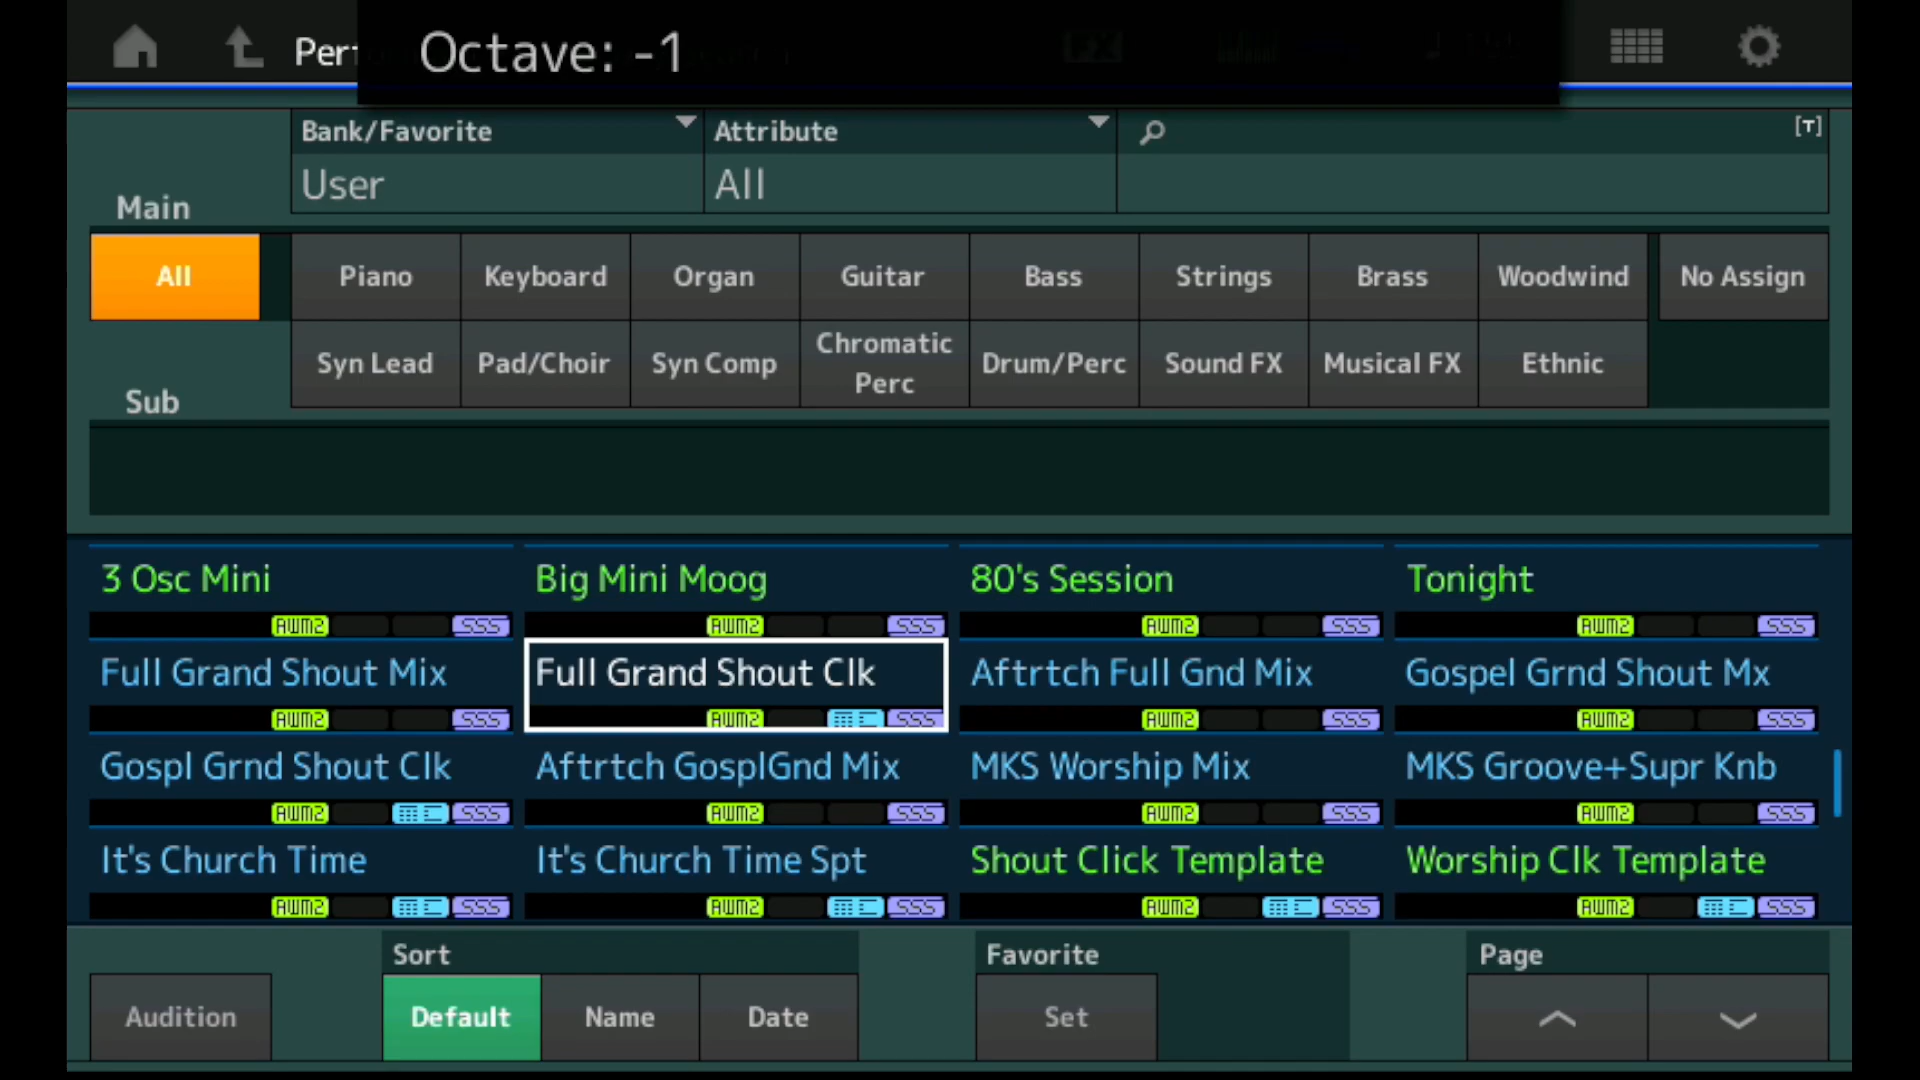 Perf
Octave: -1
Bank/Favorite
Attribute
[T]
User
All
Main
All
Piano
Keyboard
Organ
Guitar
Bass
Strings
Brass
Woodwind
No Assign
Syn Lead
Pad/Choir
Syn Comp
Chromatic
Perc
Drum/Perc
Sound FX
Musical FX
Ethnic
Sub
3 Osc Mini
Big Mini Moog
80's Session
Tonight
AWM2
SSS
AWM2
SSS
AWM2
SSS
AWM2
SSS
Full Grand Shout Mix
Full Grand Shout Clk
Aftrtch Full Gnd Mix
Gospel Grnd Shout Mx
AWM2
SSS
AWM2
SSS
AWM2
SSS
AWM2
SSS
Gospl Grnd Shout Clk
Aftrtch GosplGnd Mix
MKS Worship Mix
MKS Groove+Supr Knb
AWM2
SSS
AWM2
SSS
AWM2
SSS
AWM2
SSS
It's Church Time
It's Church Time Spt
Shout Click Template
Worship Clk Template
AWM2
SSS
AWM2
SSS
AWM2
SSS
AWM2
SSS
Sort
Favorite
Page
Audition
Default
Name
Date
Set